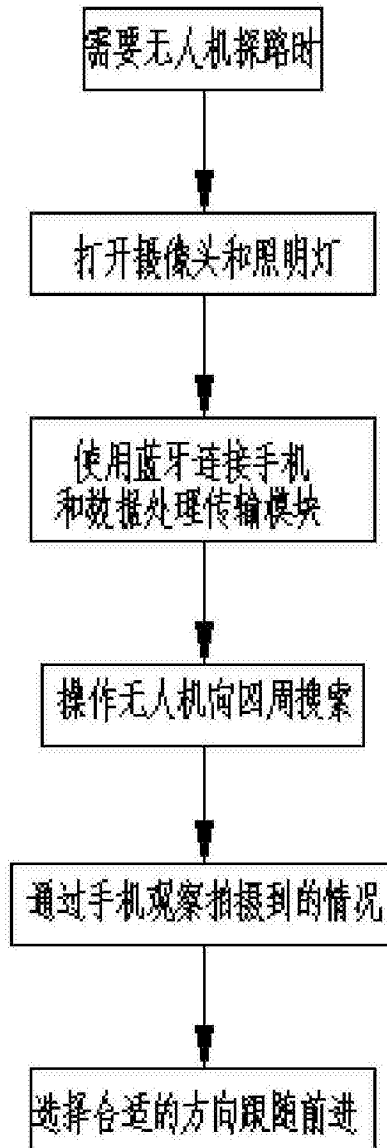 需要无人机探路时
打开摄像头和照明灯
使用蓝牙连接手机
和数据处理传输模块
操作无人机向四周搜索
通过手机观察拍摄到的情况
选择合适的方向跟随前进